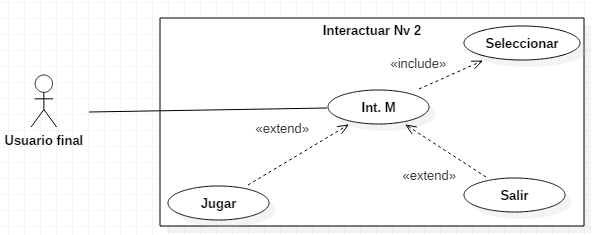 Interactuar Nv 2
Seleccionar
«include»
Int. M
Usuario final
«extend»
«extend»
Jugar
Salir